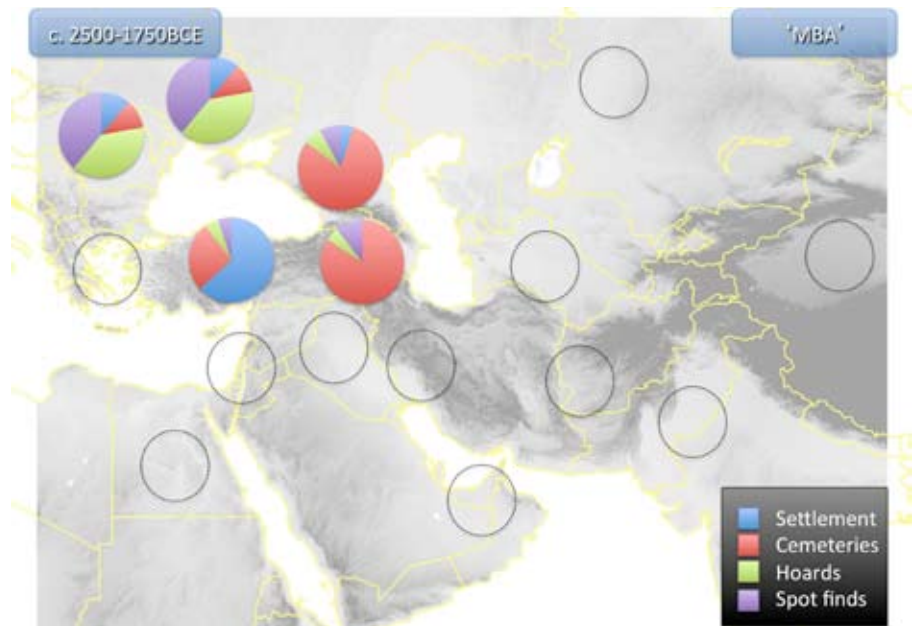 c. 2500-1750BCE
'MBA'
Settlement
Cemeteries
Hoards
Spot finds